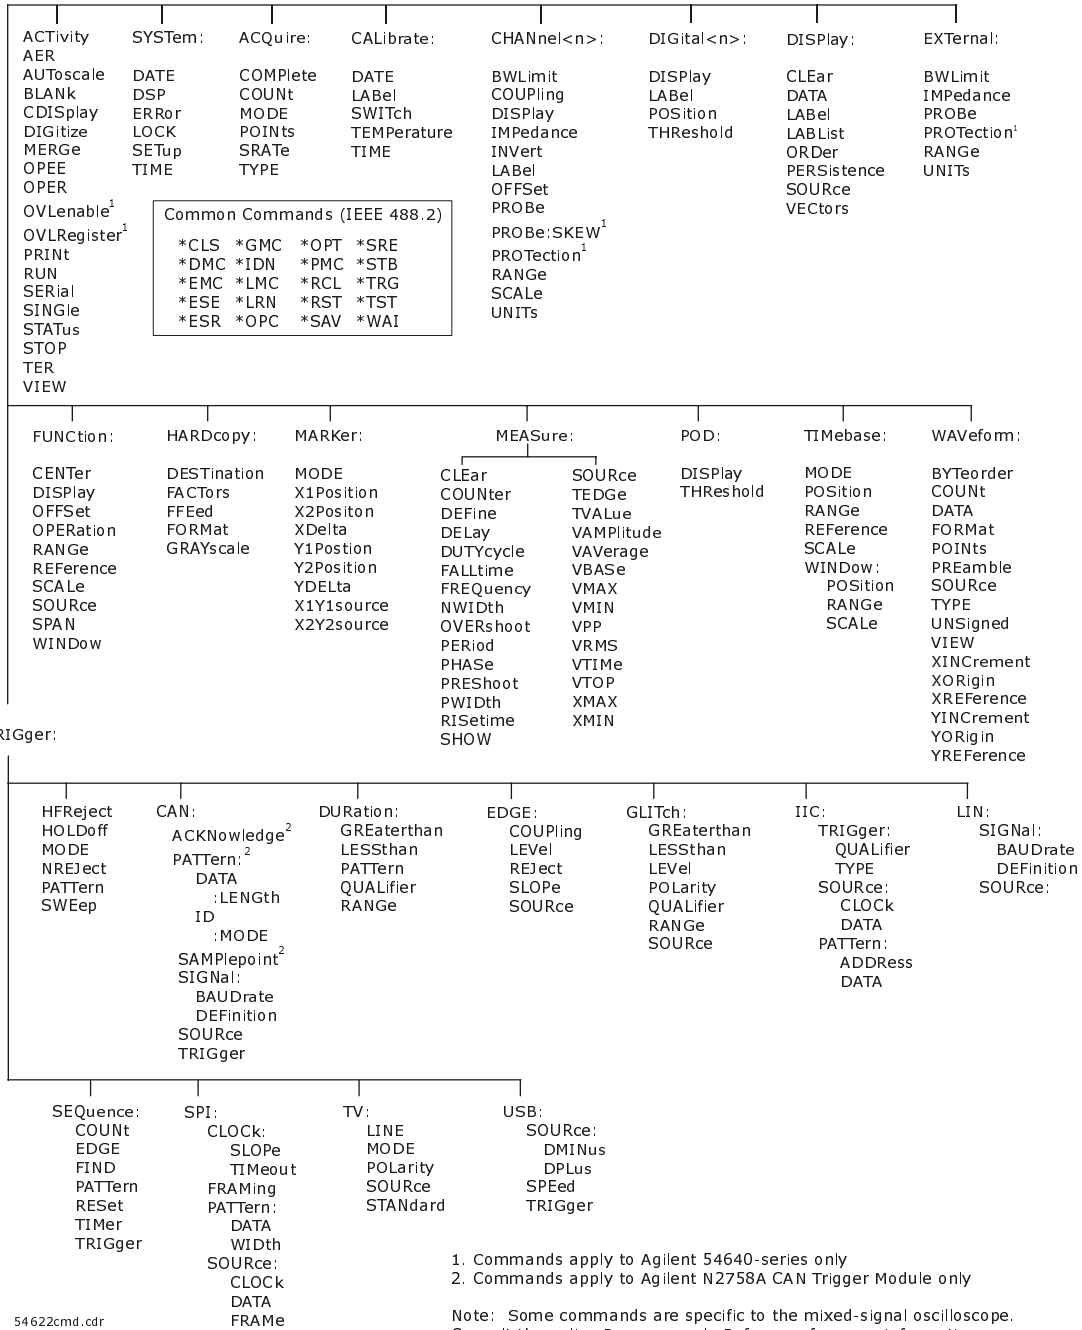 ACTivity
AER
AUToscale
BLANk
CDISplay
DIGitize
MERGe
OPEE
OPER
OVLenable1
OVLRegister1
PRINt
RUN
SERial
SINGle
STATus
STOP
TER
VIEW
SYSTem:
DATE
DSP
ERRor
LOCK
SETup
TIME
ACQuire:
COMPlete
COUNt
MODE
POINts
SRATe
TYPE
CALibrate:
DATE
LABel
SWITch
TEMPerature
TIME
Common Commands (IEEE 488.2)
*CLS *GMC *OPT *SRE
*DMC *IDN *PMC *STB
*EMC *LMC *RCL *TRG
*ESE *LRN *RST *TST
*ESR *OPC *SAV *WAI
CHANnel<n>:
BWLimit
COUPling
DISPlay
IMPedance
INVert
LABel
OFFSet
PROBe
PROBe:SKEW1
PROTection1
RANGe
SCALe
UNITs
DIGital<n>:
DISPlay
LABel
POSition
THReshold
DISPlay:
CLEar
DATA
LABel
LABList
ORDer
PERSistence
SOURce
VECtors
EXTernal:
BWLimit
IMPedance
PROBe
PROTection1
RANGe
UNITs
FUNCtion:
CENTer
DISPlay
OFFSet
OPERation
RANGe
REFerence
SCALe
SOURce
SPAN
WINDow
HARDcopy:
DESTination
FACTors
FFEed
FORMat
GRAYscale
MARKer:
MODE
X1Position
X2Positon
XDelta
Y1Postion
Y2Position
YDELta
X1Y1source
X2Y2source
MEASure:
CLEar
COUNter
DEFine
DELay
DUTYcycle
FALLtime
FREQuency
NWIDth
OVERshoot
PERiod
PHASe
PREShoot
PWIDth
RISetime
SHOW
SOURce
TEDGe
TVALue
VAMPlitude
VAVerage
VBASe
VMAX
VMIN
VPP
VRMS
VTIMe
VTOP
XMAX
XMIN
POD:
DISPlay
THReshold
TIMebase:
MODE
POSition
RANGe
REFerence
SCALe
WINDow:
POSition
RANGe
SCALe
WAVeform:
BYTeorder
COUNt
DATA
FORMat
POINts
PREamble
SOURce
TYPE
UNSigned
VIEW
XINCrement
XORigin
XREFerence
YINCrement
YORigin
YREFerence
RIGger:
HFReject
HOLDoff
MODE
NREJect
PATTern
SWEep
CAN:
ACKNowledge2
PATTern:2
DATA
:LENGth
ID
:MODE
SAMPlepoint2
SIGNal:
BAUDrate
DEFinition
SOURce
TRIGger
DURation:
GREaterthan
LESSthan
PATTern
QUALifier
RANGe
EDGE:
COUPling
LEVel
REJect
SLOPe
SOURce
GLITch:
GREaterthan
LESSthan
LEVel
POLarity
QUALifier
RANGe
SOURce
IIC:
TRIGger:
QUALifier
TYPE
SOURce:
CLOCk
DATA
PATTern:
ADDRess
DATA
LIN:
SIGNal:
BAUDrate
DEFinition
SOURce:
SEQuence:
COUNt
EDGE
FIND
PATTern
RESet
TIMer
TRIGger
SPI:
CLOCk:
SLOPe
TIMeout
FRAMing
PATTern:
DATA
WIDth
SOURce:
CLOCk
DATA
FRAMe
TV:
LINE
MODE
POLarity
SOURce
STANdard
USB:
SOURce:
DMINus
DPLus
SPEed
TRIGger
1. Commands apply to Agilent 54640-series only
2. Commands apply to Agilent N2758A CAN Trigger Module only
Note: Some commands are specific to the mixed-signal oscilloscope.
54622cmd.cdr